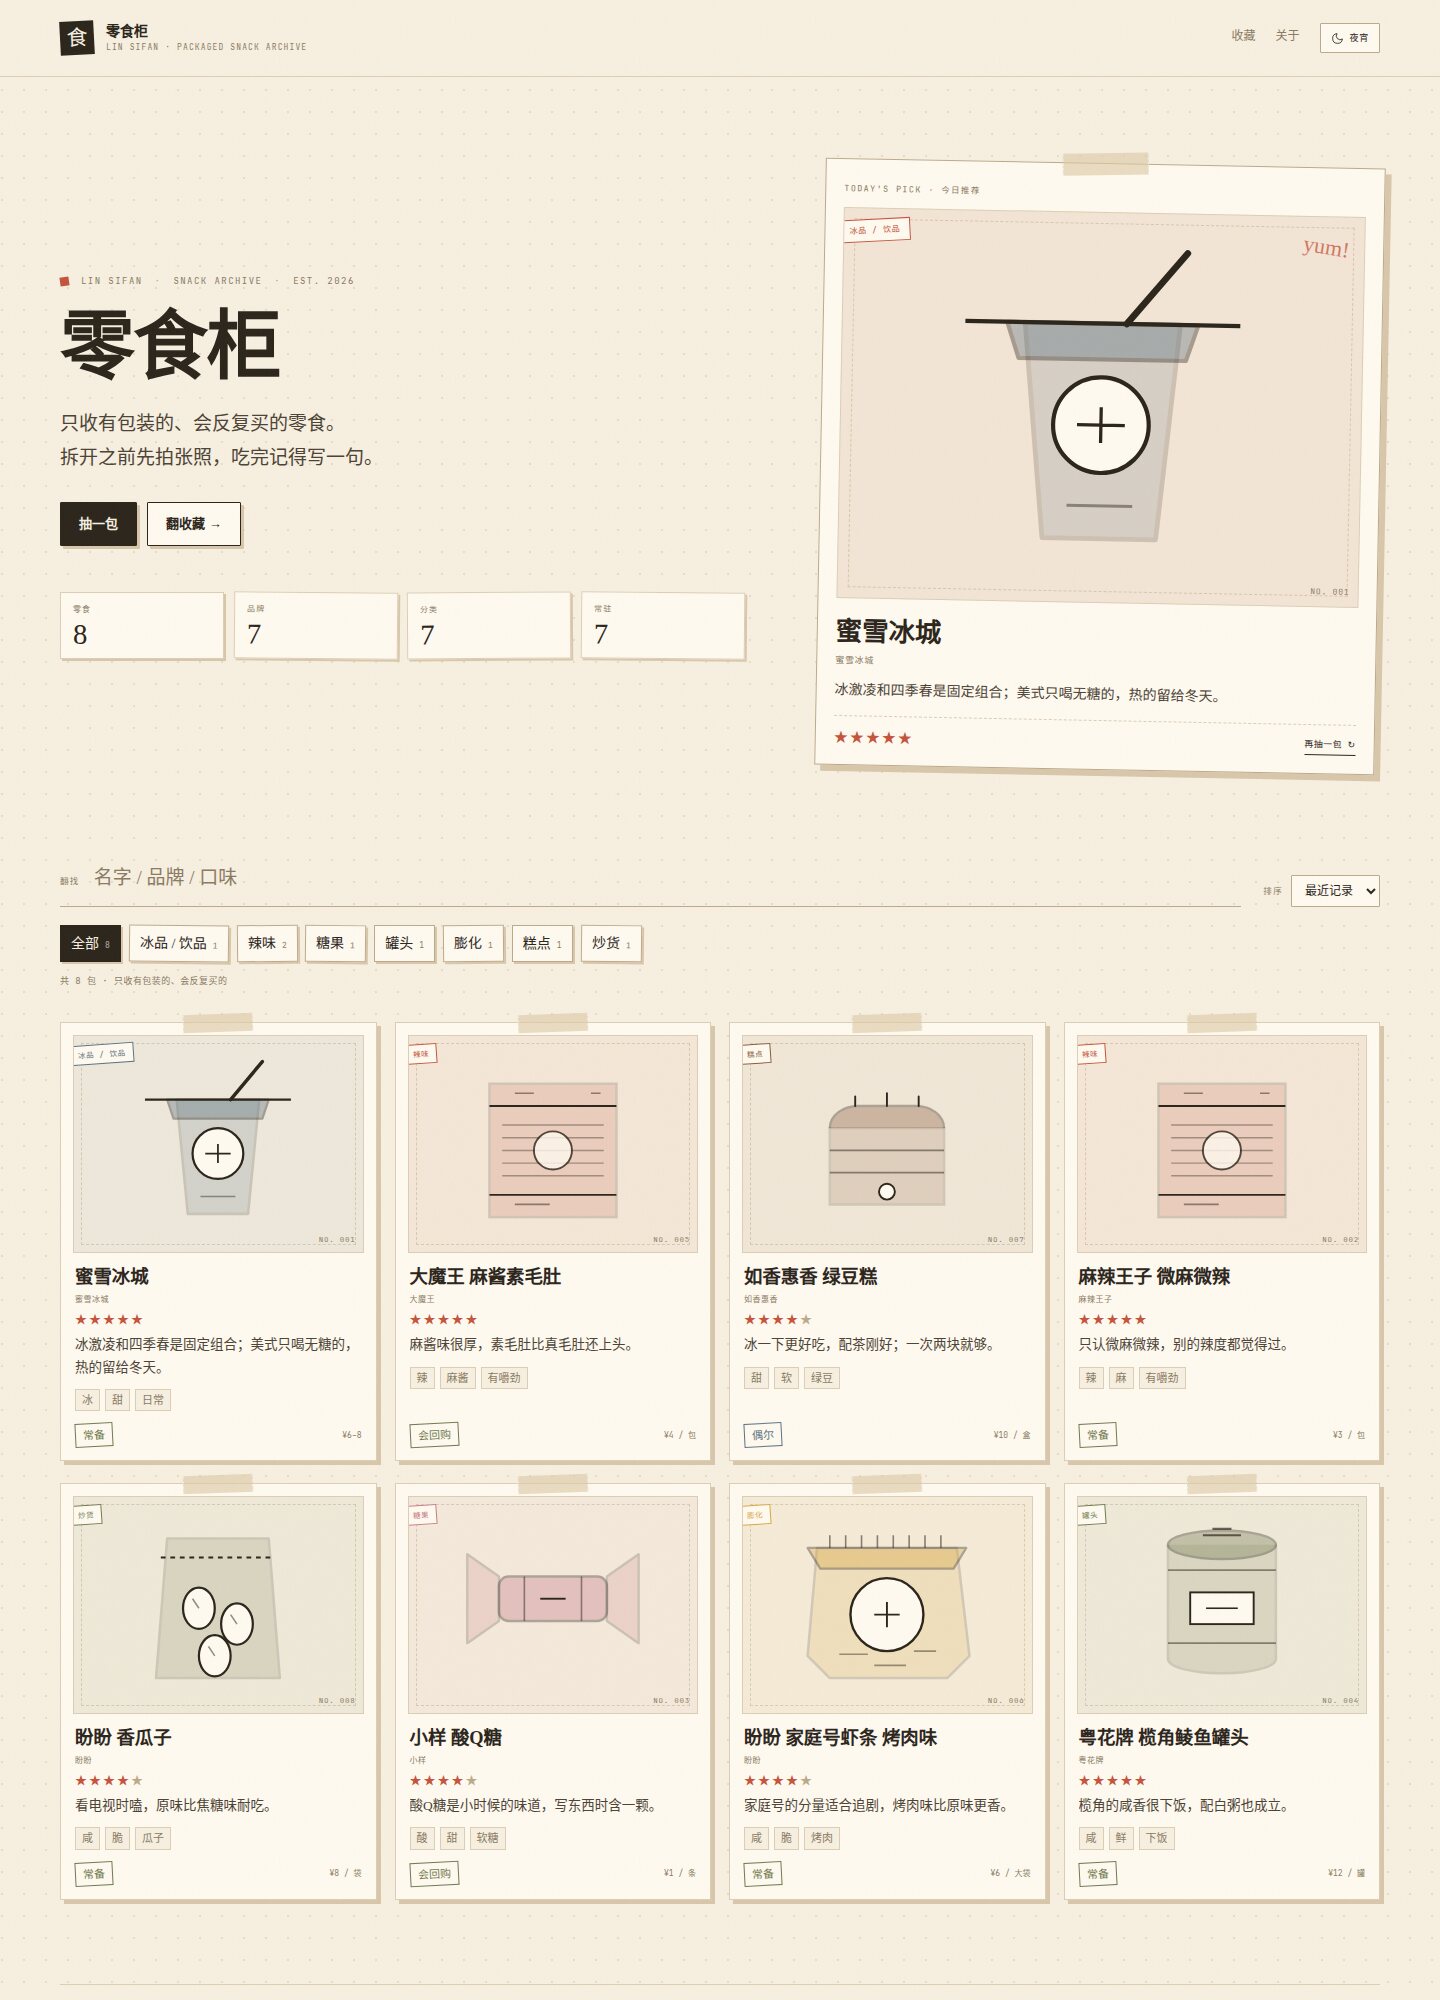 食
零食柜
LIN SIFAN · PACKAGED SNACK ARCHIVE
收藏
关于
夜宵
LIN SIFAN · SNACK ARCHIVE · EST. 2026
零食柜
只收有包装的、会反复买的零食。
拆开之前先拍张照，吃完记得写一句。
抽一包
翻收藏 →
零食
8
品牌
7
分类
7
常驻
7
TODAY'S PICK · 今日推荐
冰品 / 饮品
yum!
NO. 001
蜜雪冰城
蜜雪冰城
冰激凌和四季春是固定组合；美式只喝无糖的，热的留给冬天。
★★★★★
再抽一包 ↻
翻找
名字 / 品牌 / 口味
排序
最近记录
全部 8
冰品 / 饮品 1
辣味 2
糖果 1
罐头 1
膨化 1
糕点 1
炒货 1
共 8 包 · 只收有包装的、会反复买的
冰品 / 饮品
NO. 001
蜜雪冰城
蜜雪冰城
★★★★★
冰激凌和四季春是固定组合；美式只喝无糖的，
热的留给冬天。
冰 甜 日常
常备
¥6-8
辣味
NO. 005
大魔王 麻酱素毛肚
大魔王
★★★★★
麻酱味很厚，素毛肚比真毛肚还上头。
辣 麻酱 有嚼劲
会回购
¥4 / 包
糕点
NO. 007
如香惠香 绿豆糕
如香惠香
★★★★★
冰一下更好吃，配茶刚好；一次两块就够。
甜 软 绿豆
偶尔
¥10 / 盒
辣味
NO. 002
麻辣王子 微麻微辣
麻辣王子
★★★★★
只认微麻微辣，别的辣度都觉得过。
辣 麻 有嚼劲
常备
¥3 / 包
炒货
NO. 008
盼盼 香瓜子
盼盼
★★★★★
看电视时嗑，原味比焦糖味耐吃。
咸 脆 瓜子
常备
¥8 / 袋
糖果
NO. 003
小样 酸Q糖
小样
★★★★★
酸Q糖是小时候的味道，写东西时含一颗。
酸 甜 软糖
会回购
¥1 / 条
膨化
NO. 006
盼盼 家庭号虾条 烤肉味
盼盼
★★★★★
家庭号的分量适合追剧，烤肉味比原味更香。
咸 脆 烤肉
常备
¥6 / 大袋
罐头
NO. 004
粤花牌 榄角鲮鱼罐头
粤花牌
★★★★★
榄角的咸香很下饭，配白粥也成立。
咸 鲜 下饭
常备
¥12 / 罐